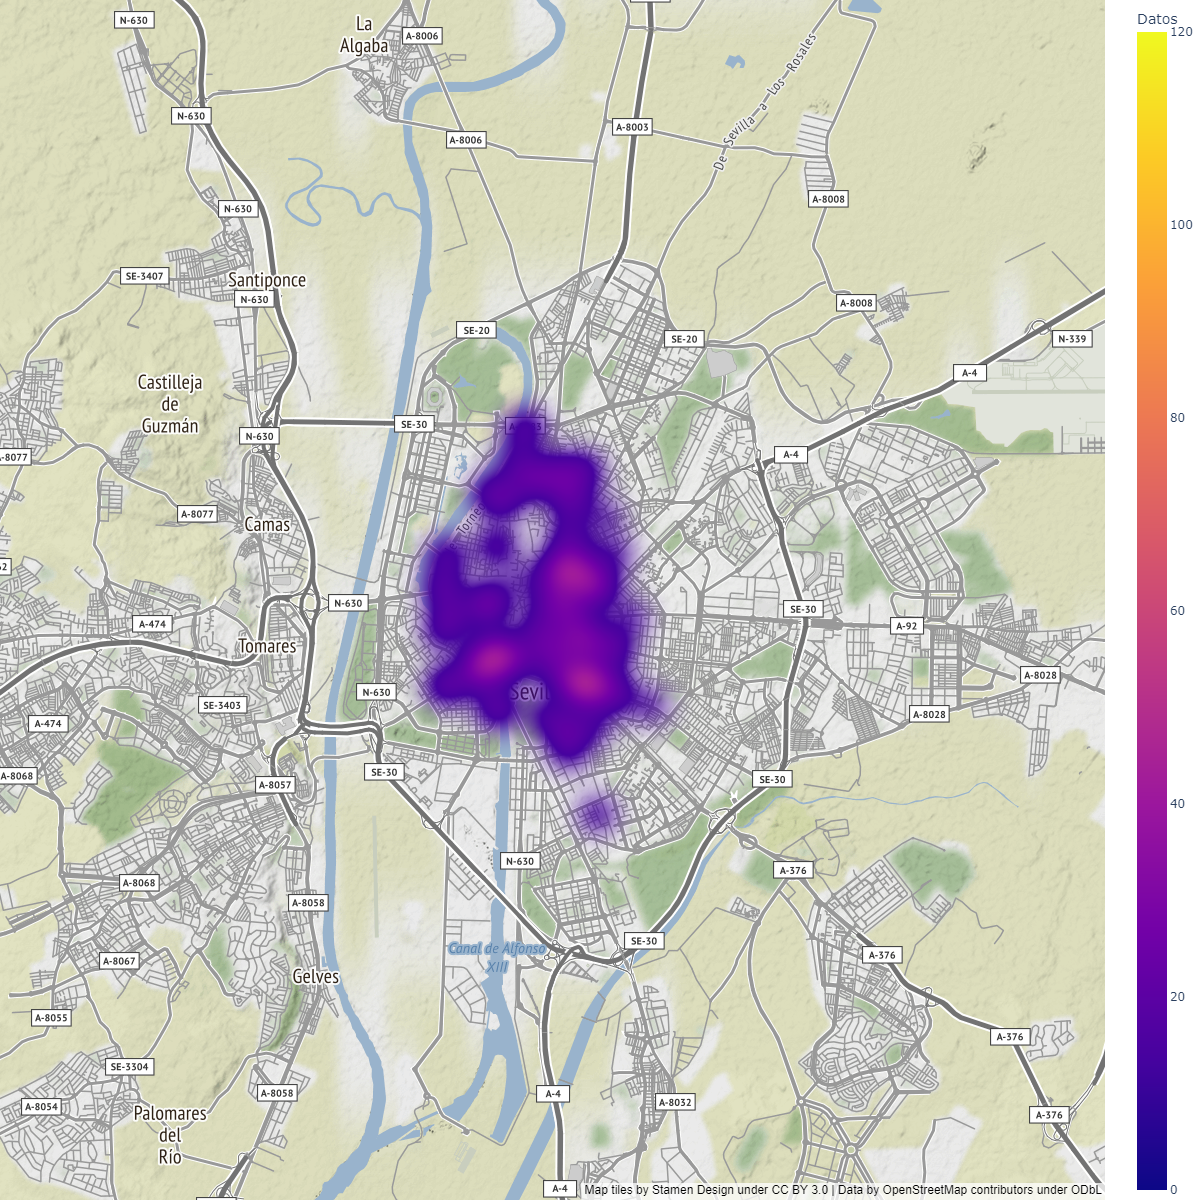 N-630
La
Algaba
A-8006
Datos
120
N-630
A-8006
A-8003
De Sevilla a Los Rosales
A-8008
N-630
100
SE-3407
Santiponce
N-630
A-8008
SE-20
SE-20
N-339
A-4
Castilleja
de
Guzmán
SE-30
80
N-630
A-8077
A-4
A-8077
Camas
N-630
SE-30
60
A-474
A-92
Tomares
A-8028
N-630
SE-3403
A-8028
A-474
A-8068
SE-30
SE-30
A-8057
40
N-630
A-376
A-8068
A-8058
SE-30
Canal de Alfonso
XIII
A-376
A-8067
Gelves
20
A-8055
A-376
SE-3304
A-8058
A-4
A-8032
A-8054
Palomares
del
Río
A-376
A-4
0
Map tiles by Stamen Design under CC BY 3.0 | Data by OpenStreetMap contributors under ODbL